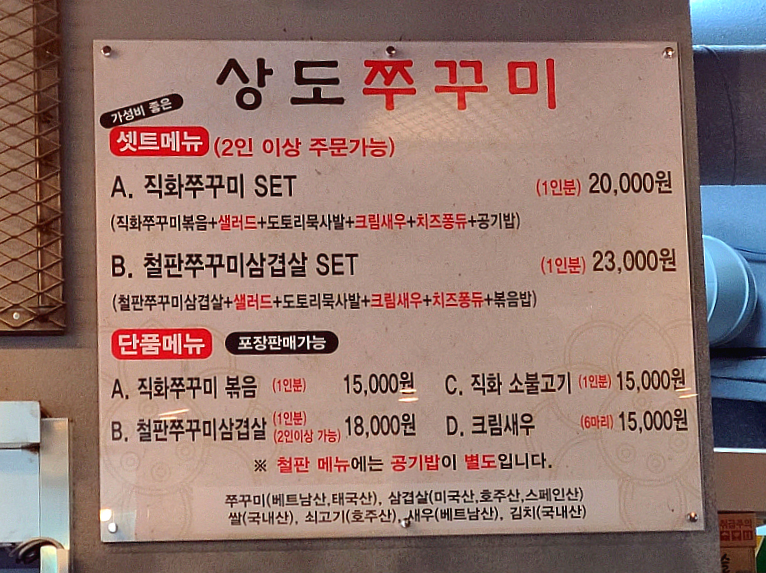 상도쭈꾸미
가성비 좋은
셋트메뉴 (2인 이상 주문가능)
A. 직화쭈꾸미 SET (1인분) 20,000원
(직화쭈꾸미볶음+샐러드+도토리묵사발+크림새우+치즈퐁듀+공기밥)
B. 철판쭈꾸미삼겹살 SET (1인분) 23,000원
(철판쭈꾸미삼겹살+샐러드+도토리묵사발+크림새우+치즈퐁듀+볶음밥)
단품메뉴 포장판매가능
A. 직화쭈꾸미 볶음 (1인분) 15,000원 C. 직화 소불고기 (1인분) 15,000원
B. 철판쭈꾸미삼겹살 (1인분) (2인이상 가능) 18,000원 D. 크림새우 (6마리) 15,000원
※ 철판 메뉴에는 공기밥이 별도입니다.
쭈꾸미(베트남산,태국산), 삼겹살(미국산,호주산,스페인산)
쌀(국내산), 쇠고기(호주산), 새우(베트남산), 김치(국내산)
취급주의